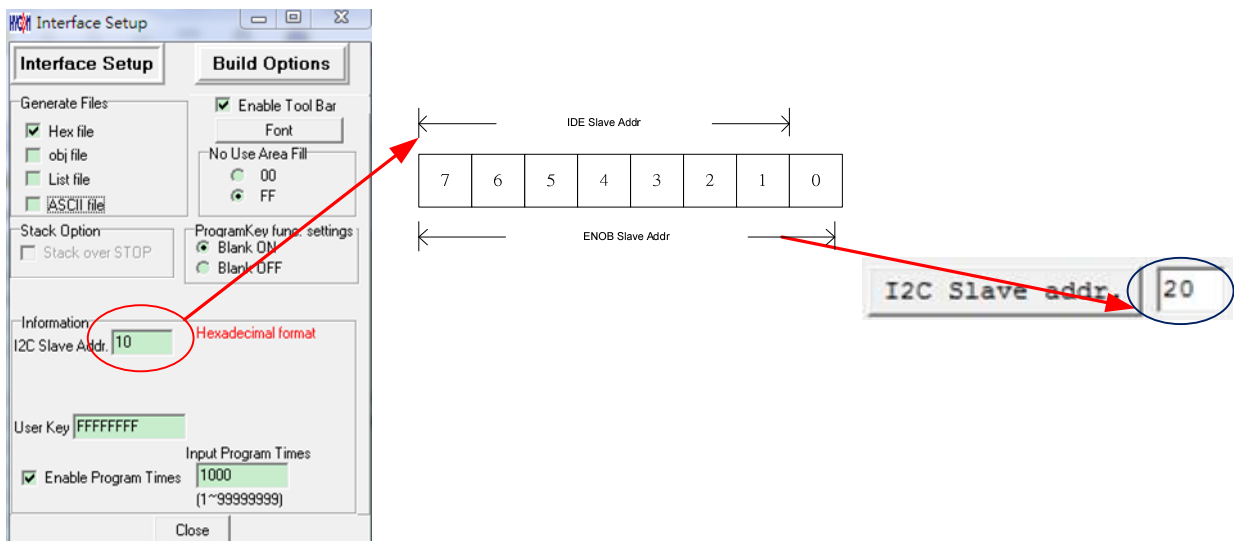 HYCON Interface Setup
Interface Setup
Build Options
Generate Files
Hex file
obj file
List file
ASCII file
Enable Tool Bar
Font
No Use Area Fill
00
FF
Stack Option
Stack over STOP
ProgramKey func. settings
Blank ON
Blank OFF
Information
I2C Slave Addr. 10
Hexadecimal format
User Key FFFFFFFF
Input Program Times
Enable Program Times 1000
(1~99999999)
Close
IDE Slave Addr
7 6 5 4 3 2 1 0
ENOB Slave Addr
I2C Slave addr. 20